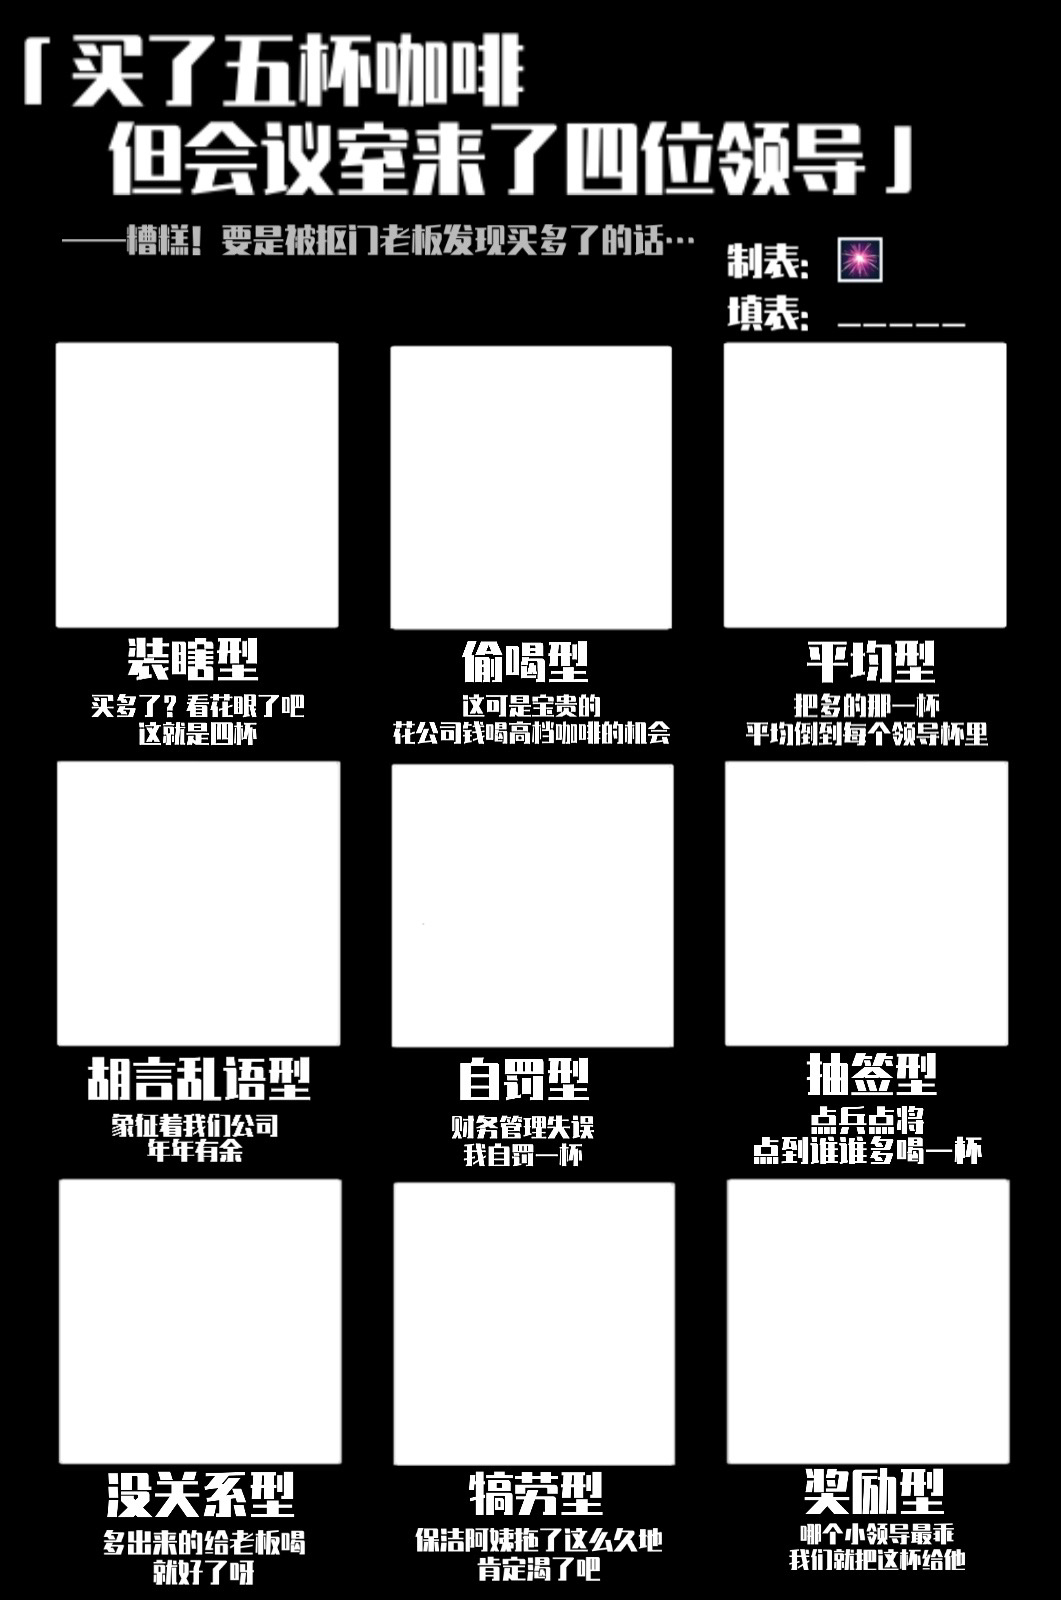 「买了五杯咖啡
但会议室来了四位领导」
——糟糕！要是被抠门老板发现买多了的话…
制表：
填表：_____
装瞎型
买多了？看花眼了吧
这就是四杯
偷喝型
这可是宝贵的
花公司钱喝高档咖啡的机会
平均型
把多的那一杯
平均倒到每个领导杯里
胡言乱语型
象征着我们公司
年年有余
自罚型
财务管理失误
我自罚一杯
抽签型
点兵点将
点到谁谁多喝一杯
没关系型
多出来的给老板喝
就好了呀
犒劳型
保洁阿姨拖了这么久地
肯定渴了吧
奖励型
哪个小领导最乖
我们就把这杯给他